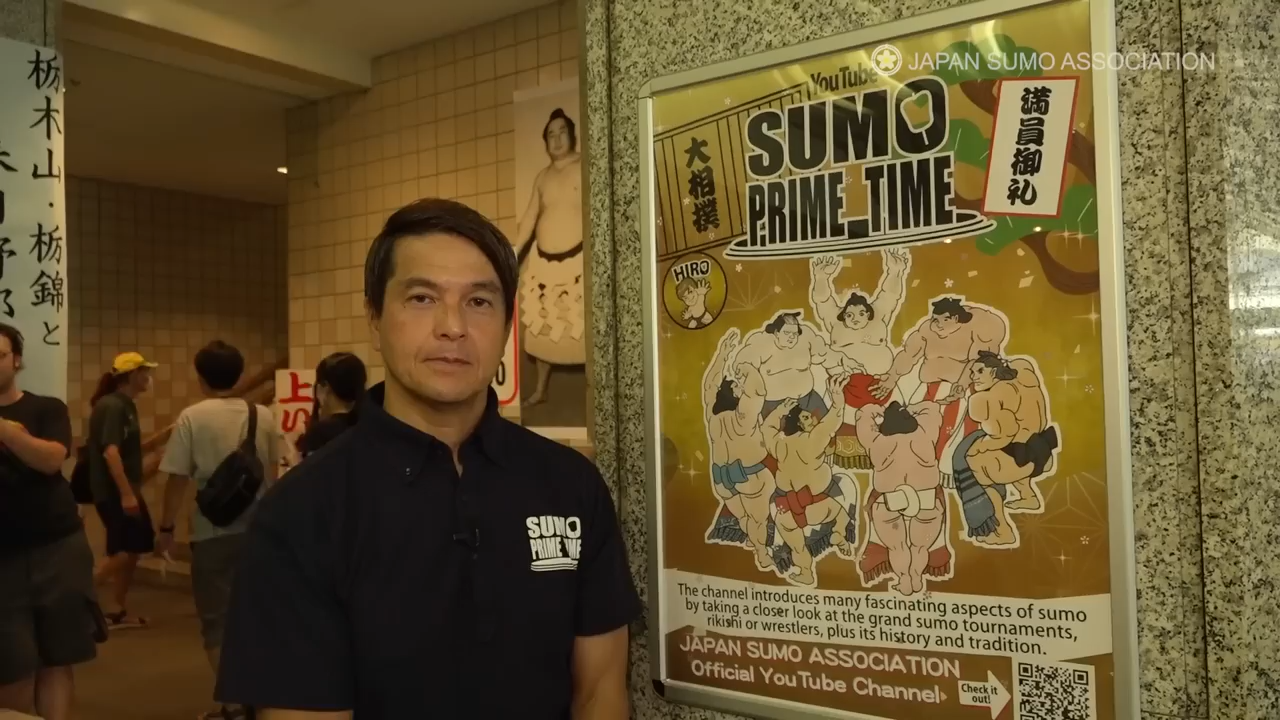 JAPAN SUMO ASSOCIATION
栃木山・栃錦と
上
YouTube
SUMO
PRIME_TIME
大相撲
満員御礼
HIRO
SUMO
PRIME TIME
The channel introduces many fascinating aspects of sumo
by taking a closer look at the grand sumo tournaments,
rikishi or wrestlers, plus its history and tradition.
JAPAN SUMO ASSOCIATION
Official YouTube Channel
Check it
out!